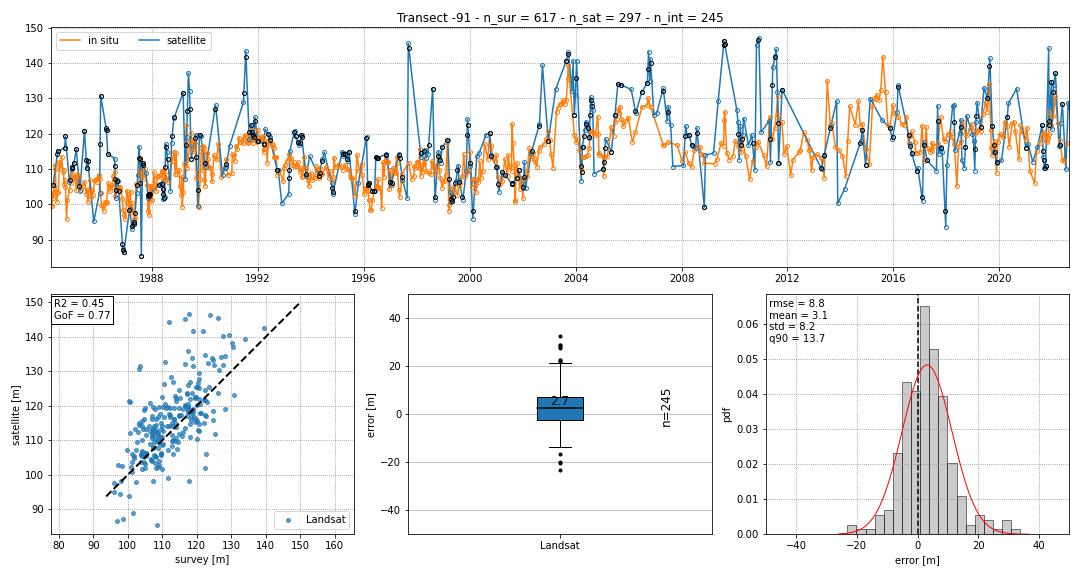 Transect -91 - n_sur = 617 - n_sat = 297 - n_int = 245
in situ
satellite
150
140
130
120
110
100
90
1988
1992
1996
2000
2004
2008
2012
2016
2020
R2 = 0.45
GoF = 0.77
150
140
130
120
110
100
90
satellite [m]
Landsat
80
90
100
110
120
130
140
150
160
survey [m]
40
20
0
−20
−40
error [m]
2.7
n=245
Landsat
rmse = 8.8
mean = 3.1
std = 8.2
q90 = 13.7
0.06
0.05
0.04
0.03
0.02
0.01
0.00
pdf
−40
−20
0
20
40
error [m]